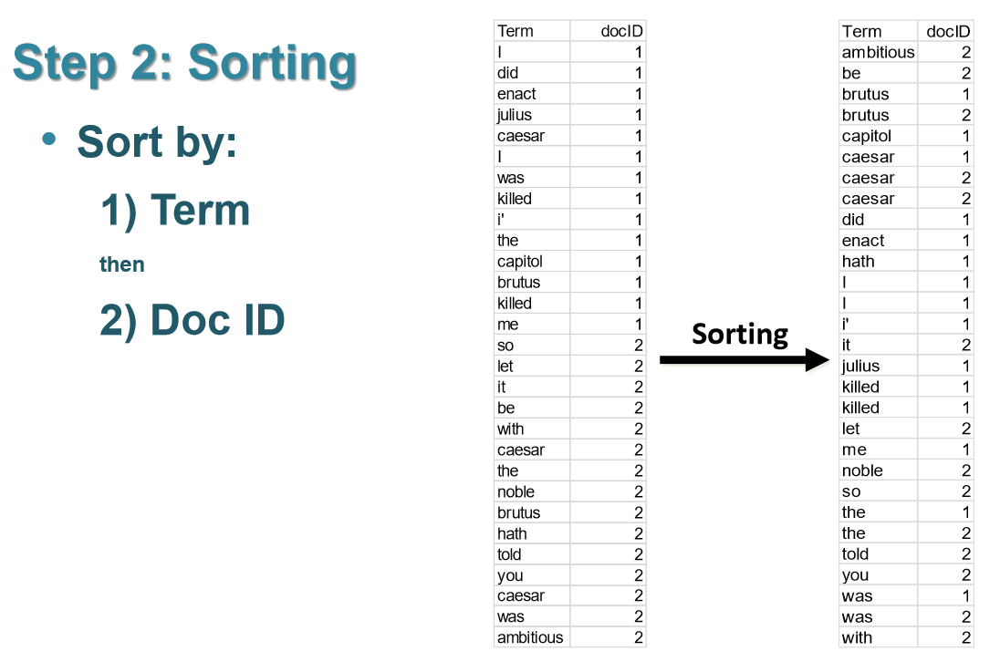 Step 2: Sorting
• Sort by:
1) Term
then
2) Doc ID
Term docID
I 1
did 1
enact 1
julius 1
caesar 1
I 1
was 1
killed 1
i' 1
the 1
capitol 1
brutus 1
killed 1
me 1
so 2
let 2
it 2
be 2
with 2
caesar 2
the 2
noble 2
brutus 2
hath 2
told 2
you 2
caesar 2
was 2
ambitious 2
Sorting
Term docID
ambitious 2
be 2
brutus 1
brutus 2
capitol 1
caesar 1
caesar 2
caesar 2
did 1
enact 1
hath 1
I 1
I 1
i' 1
it 2
julius 1
killed 1
killed 1
let 2
me 1
noble 2
so 2
the 1
the 2
told 2
you 2
was 1
was 2
with 2